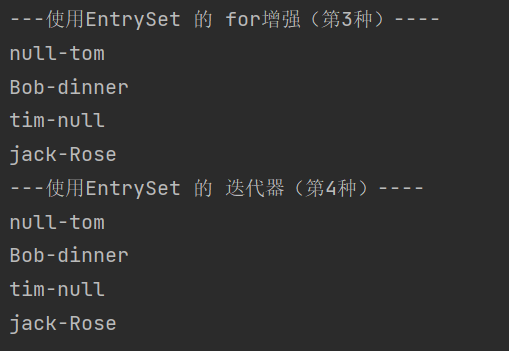 ---使用EntrySet 的 for增强（第3种）----
null-tom
Bob-dinner
tim-null
jack-Rose
---使用EntrySet 的 迭代器（第4种）----
null-tom
Bob-dinner
tim-null
jack-Rose